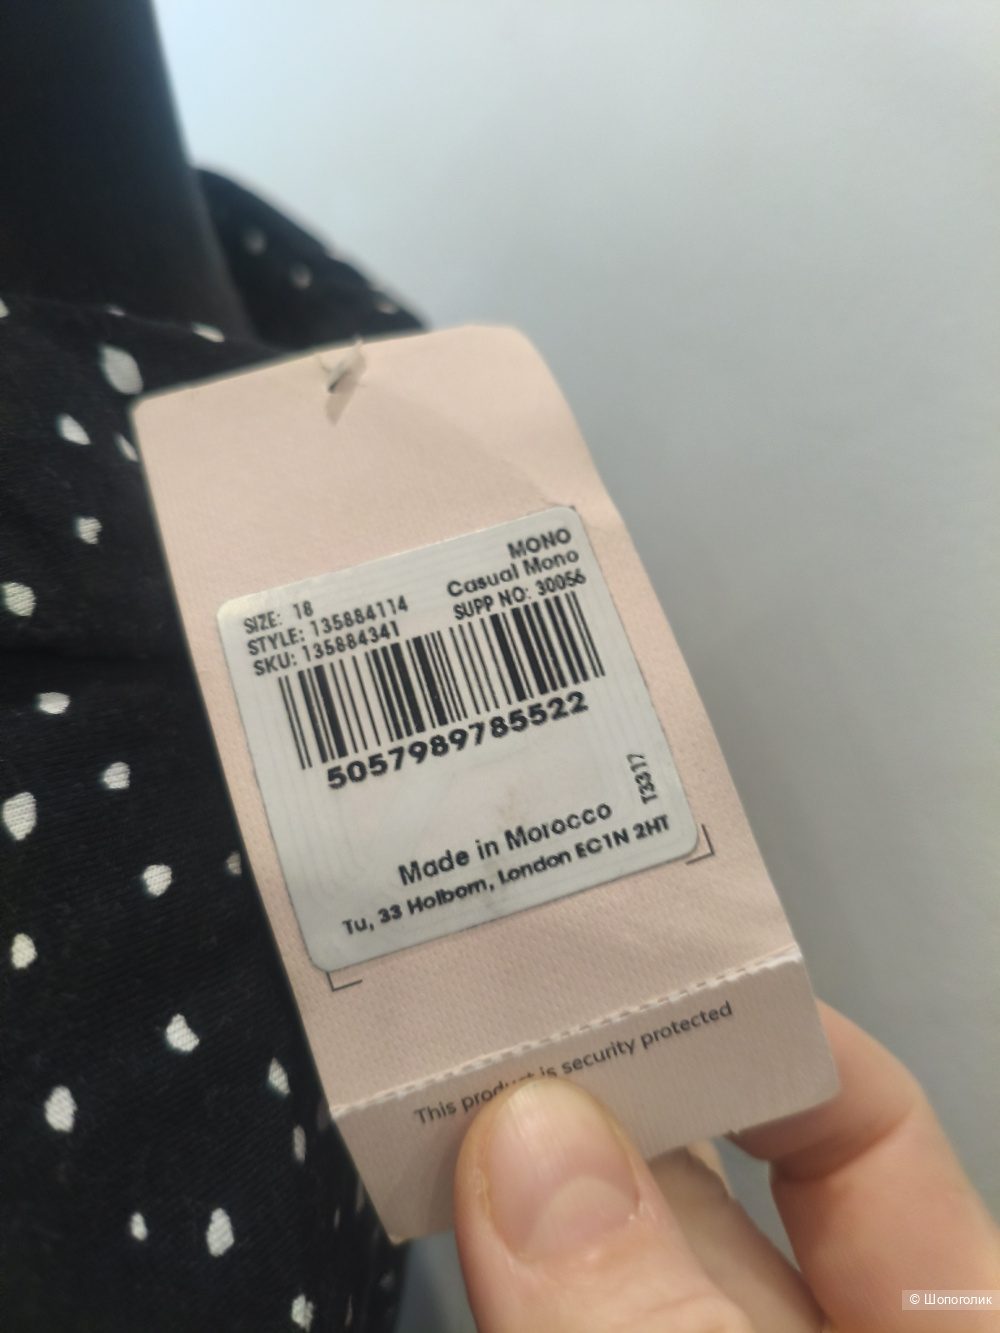 MONO
Casual Mono
SIZE: 18
STYLE: 135884114
SUPP NO: 30056
SKU: 135884341
5057989785522
T3317
Made in Morocco
Tu, 33 Holborn, London EC1N 2HT
This product is security protected
© Шопоголик